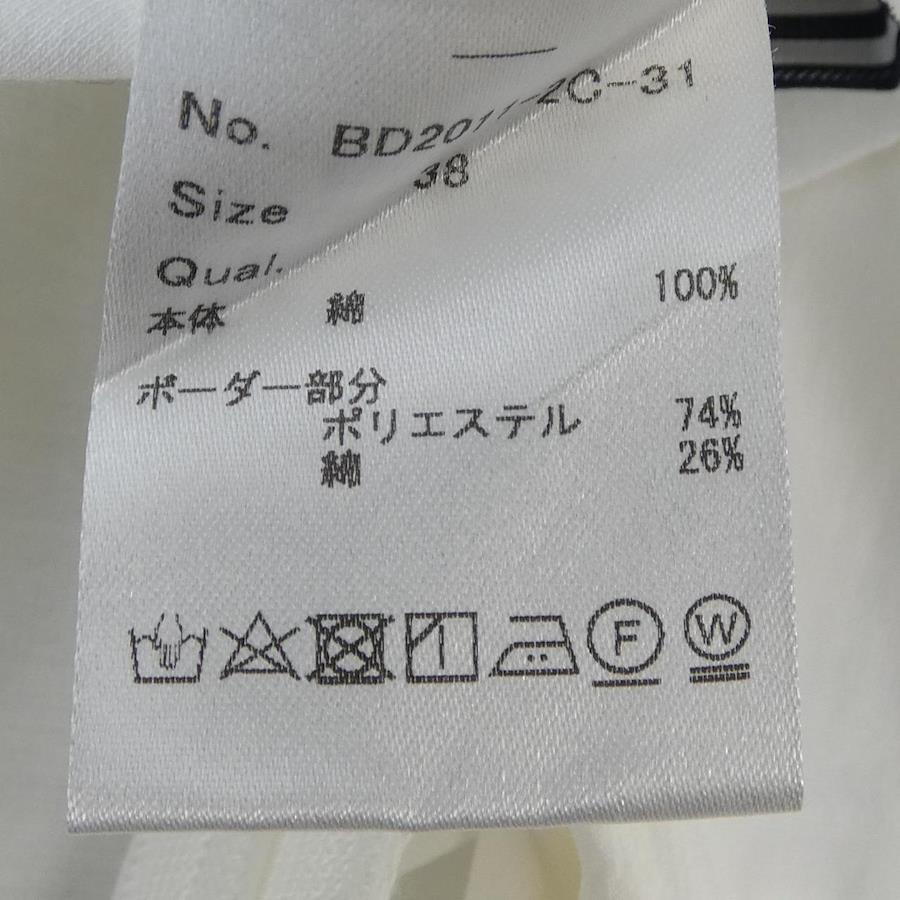 No. BD2011-2C-31
Size 38
Qual.
本体 綿 100%
ボーダー部分
ポリエステル 74%
綿 26%
F W